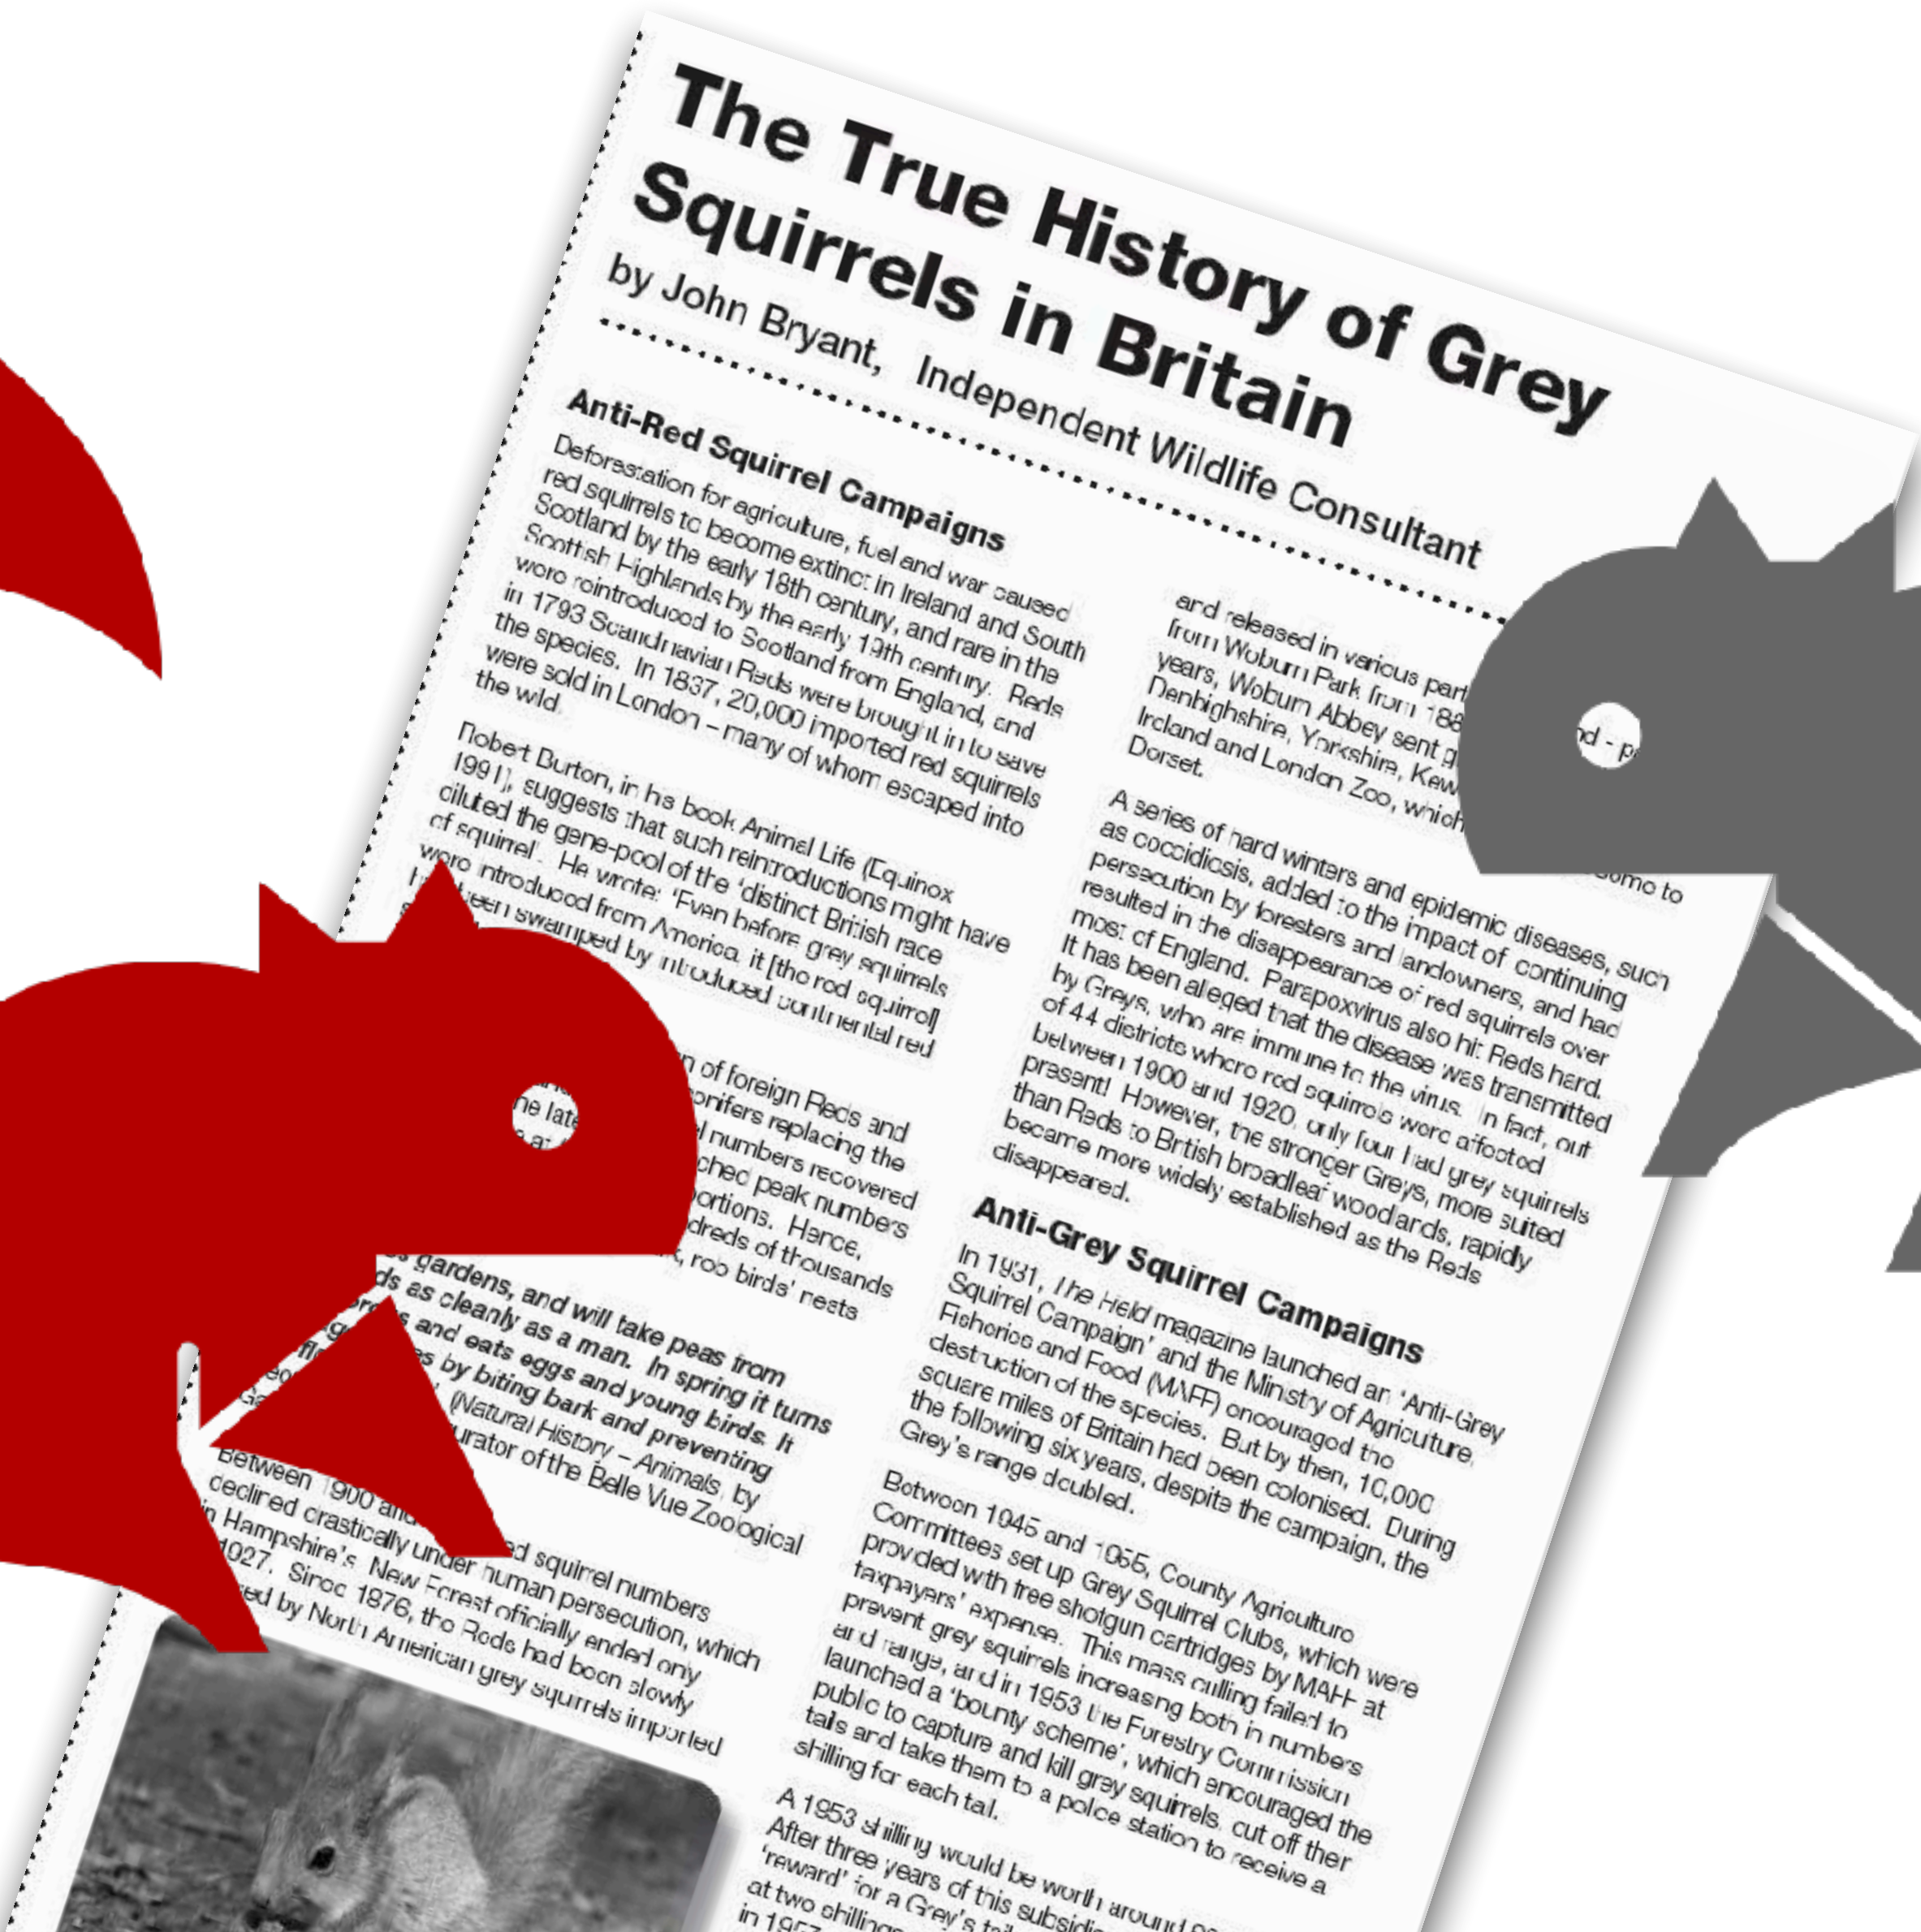 The True History of Grey
Squirrels in Britain
by John Bryant, Independent Wildlife Consultant
Anti-Red Squirrel Campaigns
Deforestation for agriculture, fuel and war caused
red squirrels to become extinct in Ireland and South
Scotland by the early 18th century, and rare in the
Scottish Highlands by the early 19th century. Reds
were reintroduced to Scotland from England, and
in 1793 Scandinavian Reds were brought in to save
the species. In 1837, 20,000 imported red squirrels
were sold in London – many of whom escaped into
the wild.
Robert Burton, in his book Animal Life (Equinox
1991), suggests that such reintroductions might have
diluted the gene-pool of the 'distinct British race
of squirrel'. He wrote: 'Even before grey squirrels
were introduced from America, it [the red squirrel]
been swamped by introduced continental red
of foreign Reds and
conifers replacing the
numbers recovered
peak numbers
Hence,
of thousands
rob birds' nests
gardens, and will take peas from
as cleanly as a man. In spring it turns
and eats eggs and young birds. It
by biting bark and preventing
(Natural History – Animals, by
of the Belle Vue Zoological
Between 1900 and squirrel numbers
declined drastically under human persecution, which
in Hampshire's New Forest officially ended only
1927. Since 1876, the Reds had been slowly
by North American grey squirrels imported
and released in various
from Woburn Park from
years, Woburn Abbey sent
Denbighshire, Yorkshire, Kew
Ireland and London Zoo, which
to
Dorset.
A series of hard winters and epidemic diseases, such
as coccidiosis, added to the impact of continuing
persecution by foresters and landowners, and had
resulted in the disappearance of red squirrels over
most of England. Parapoxvirus also hit Reds hard.
It has been alleged that the disease was transmitted
by Greys, who are immune to the virus. In fact, out
of 44 districts where red squirrels were affected
between 1900 and 1920, only four had grey squirrels
present! However, the stronger Greys, more suited
than Reds to British broadleaf woodlands, rapidly
became more widely established as the Reds
disappeared.
Anti-Grey Squirrel Campaigns
In 1931, The Field magazine launched an 'Anti-Grey
Squirrel Campaign' and the Ministry of Agriculture,
Fisheries and Food (MAFF) encouraged the
destruction of the species. But by then, 10,000
square miles of Britain had been colonised. During
the following six years, despite the campaign, the
Grey's range doubled.
Between 1945 and 1955, County Agriculture
Committees set up Grey Squirrel Clubs, which were
provided with free shotgun cartridges by MAFF at
taxpayers' expense. This mass culling failed to
prevent grey squirrels increasing both in numbers
and range, and in 1953 the Forestry Commission
launched a 'bounty scheme', which encouraged the
public to capture and kill grey squirrels, cut off their
tails and take them to a police station to receive a
shilling for each tail.
A 1953 shilling would be worth around
After three years of this
'reward' for a Grey's tail
at two shillings